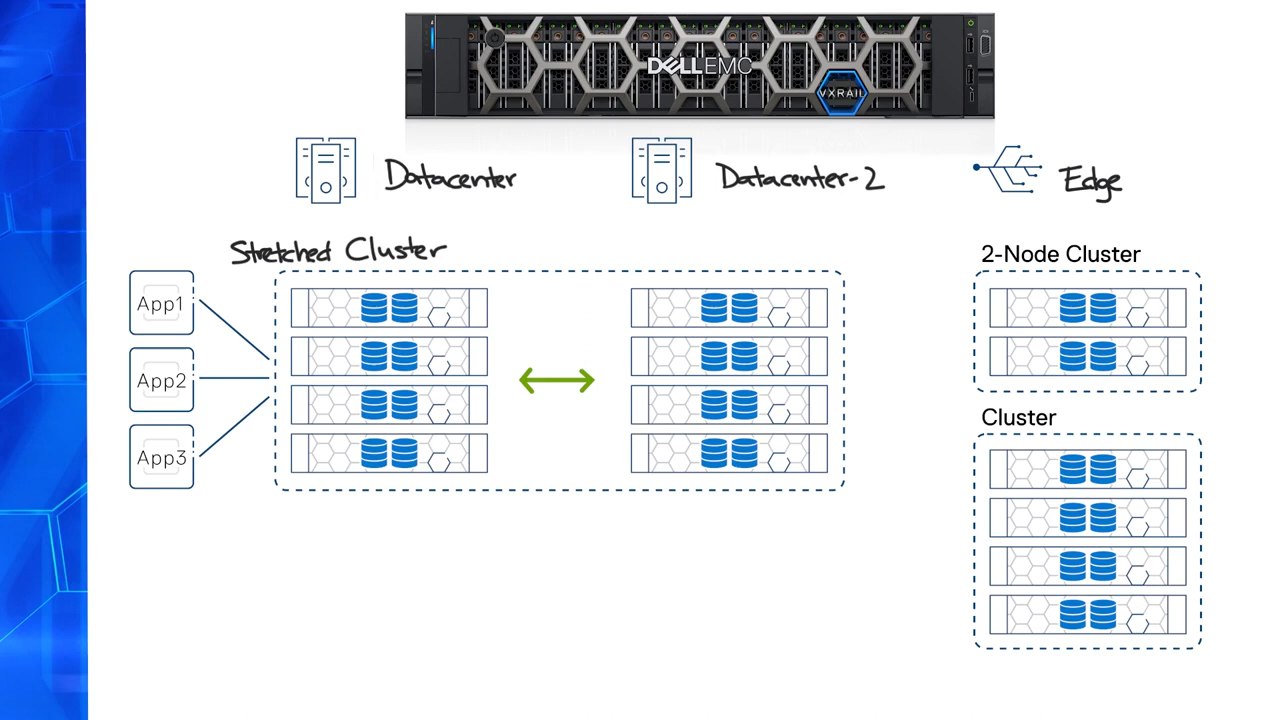 DELLEMC
VXRAIL
Datacenter
Datacenter-2
Edge
Stretched Cluster
2-Node Cluster
App1
App2
App3
Cluster